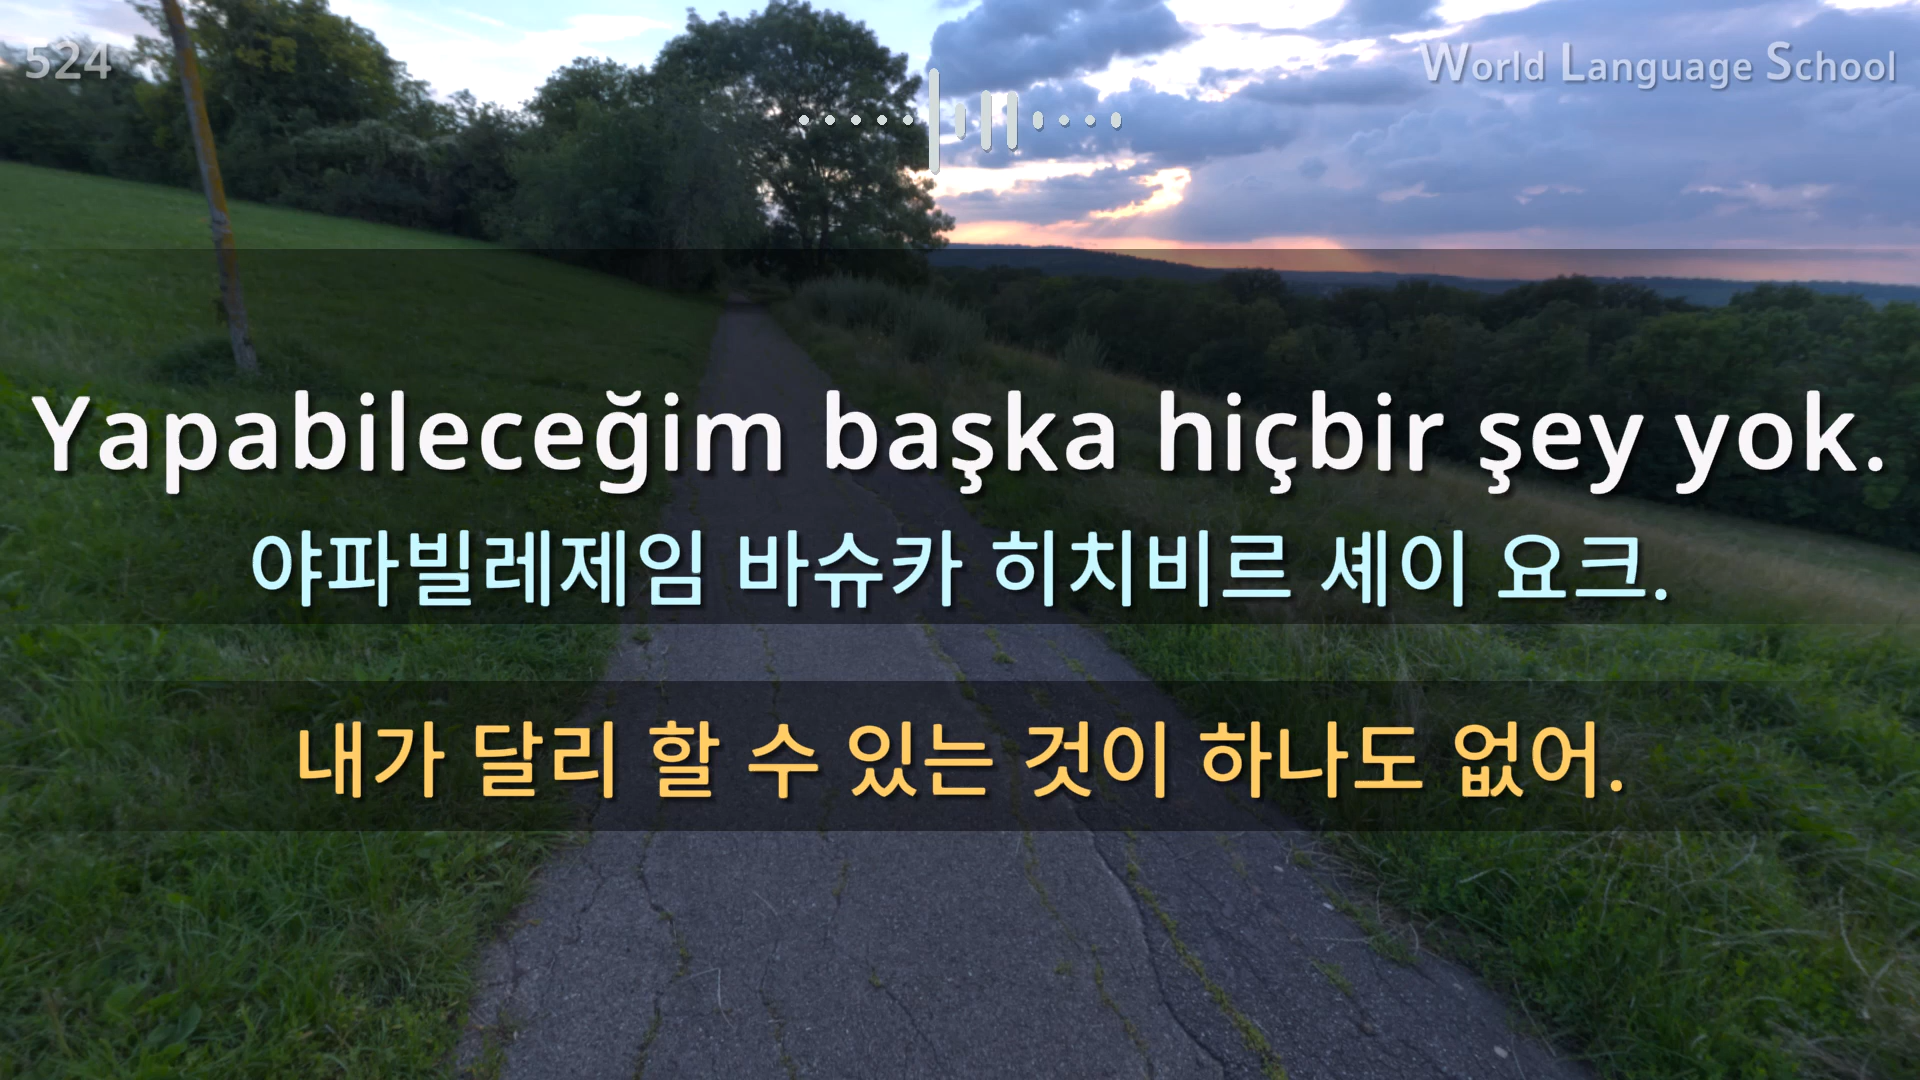 524
World Language School
Yapabileceğim başka hiçbir şey yok.
야파빌레제임 바슈카 히치비르 셰이 요크.
내가 달리 할 수 있는 것이 하나도 없어.